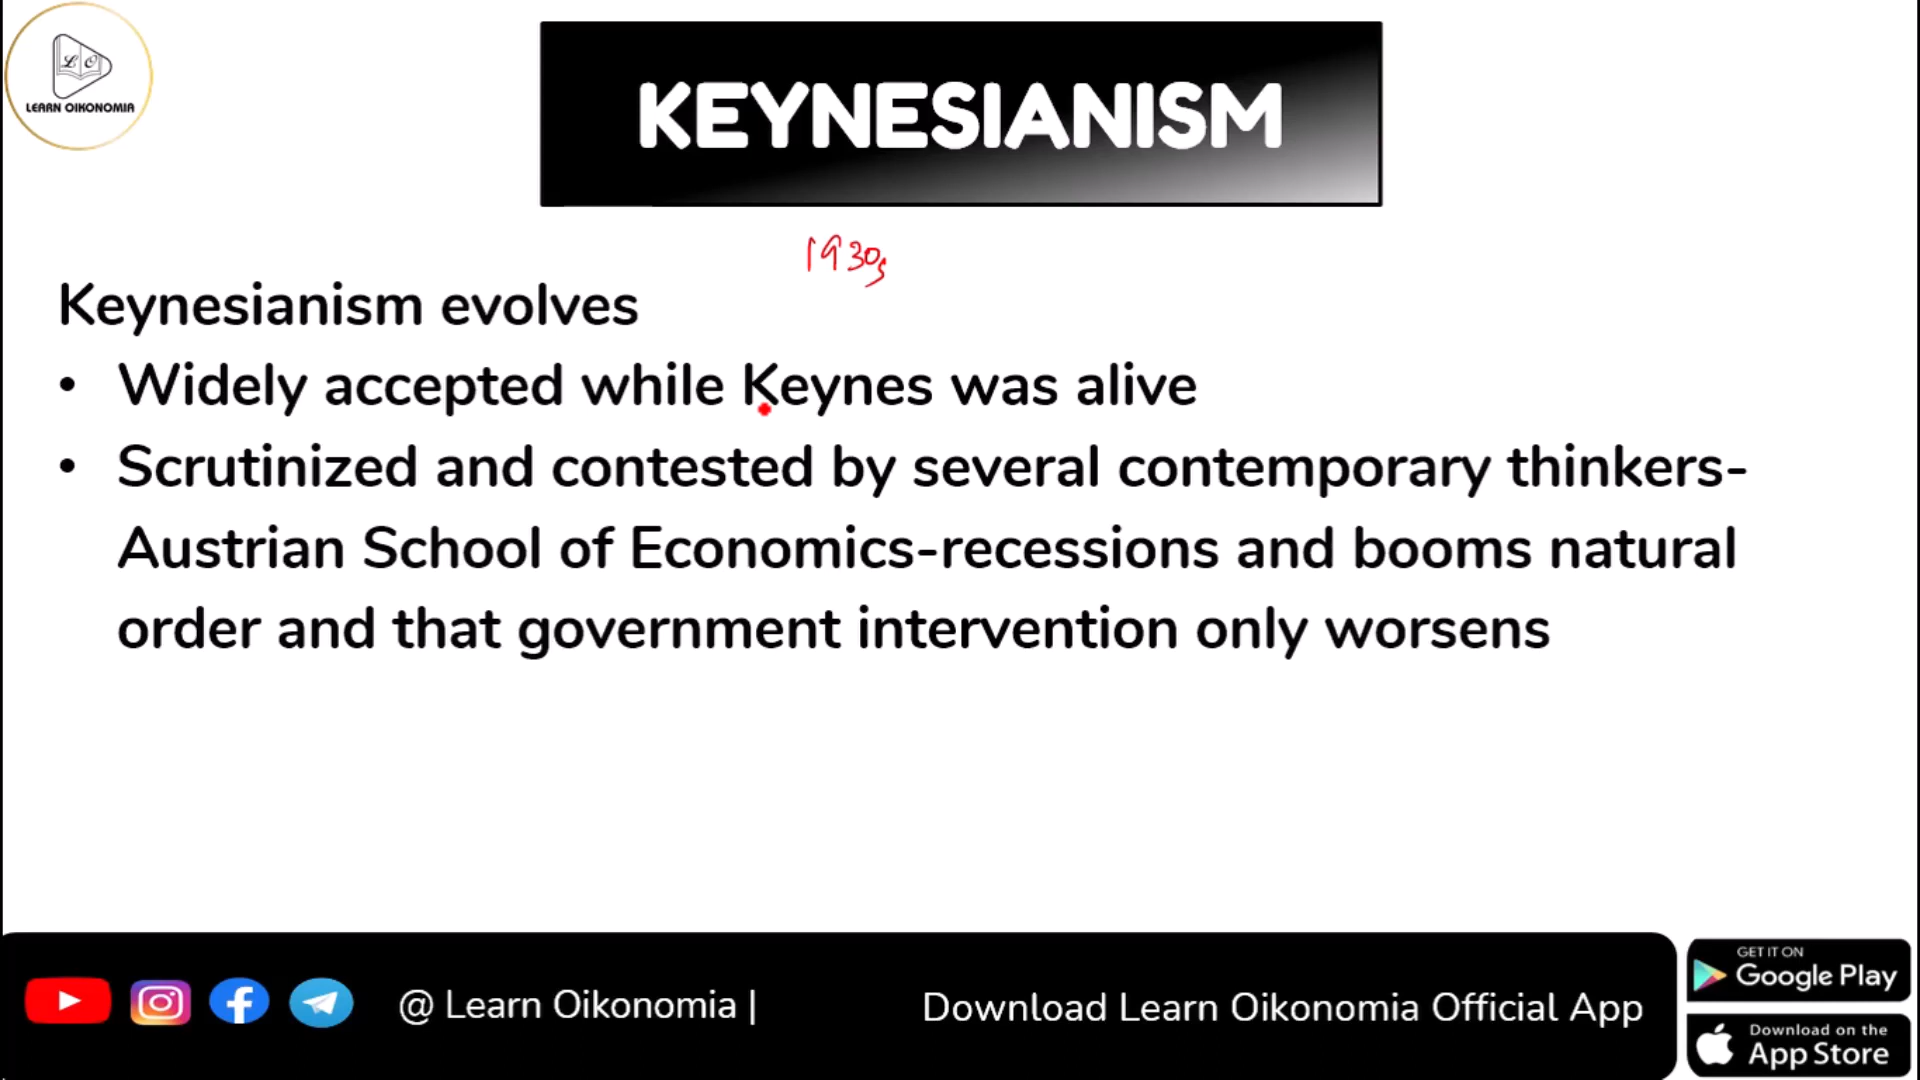 LO
LEARN OIKONOMIA
KEYNESIANISM
1930s
Keynesianism evolves
• Widely accepted while Keynes was alive
• Scrutinized and contested by several contemporary thinkers-
Austrian School of Economics-recessions and booms natural
order and that government intervention only worsens
@ Learn Oikonomia |
Download Learn Oikonomia Official App
GET IT ON
Google Play
Download on the
App Store